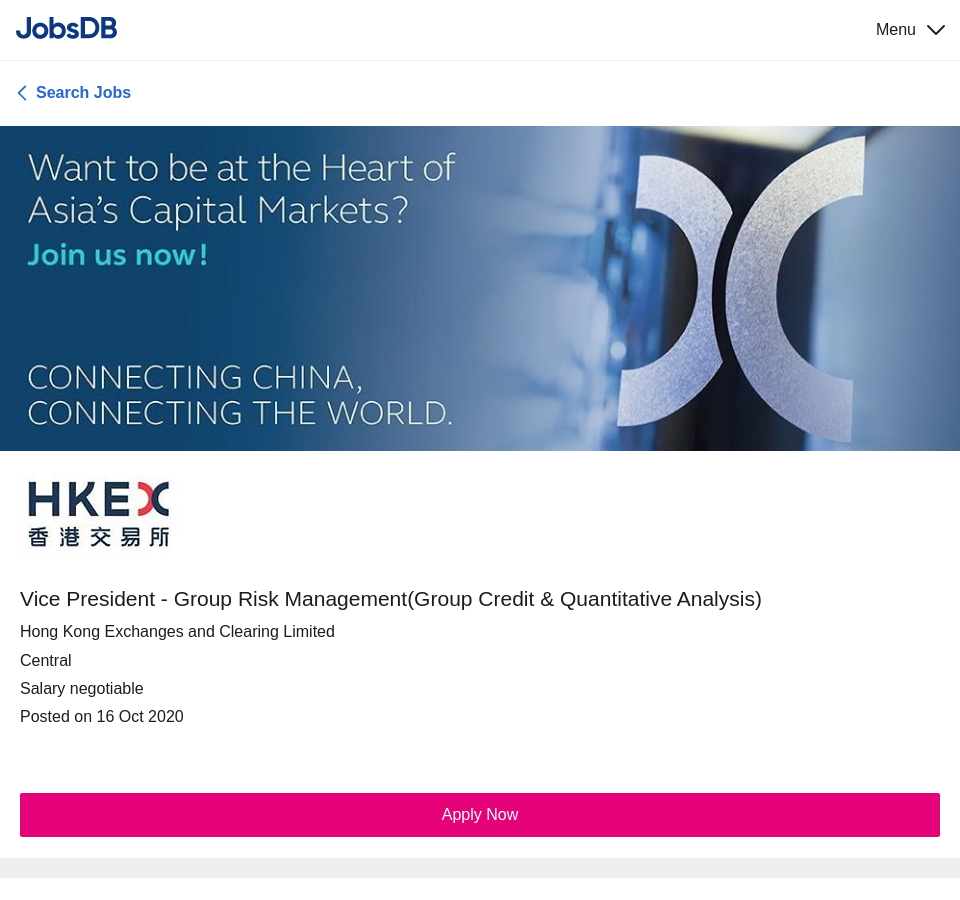 JobsDB
Menu
Search Jobs
Want to be at the Heart of
Asia's Capital Markets?
Join us now!
CONNECTING CHINA,
CONNECTING THE WORLD.
HKEX
香港交易所
Vice President - Group Risk Management(Group Credit & Quantitative Analysis)
Hong Kong Exchanges and Clearing Limited
Central
Salary negotiable
Posted on 16 Oct 2020
Apply Now